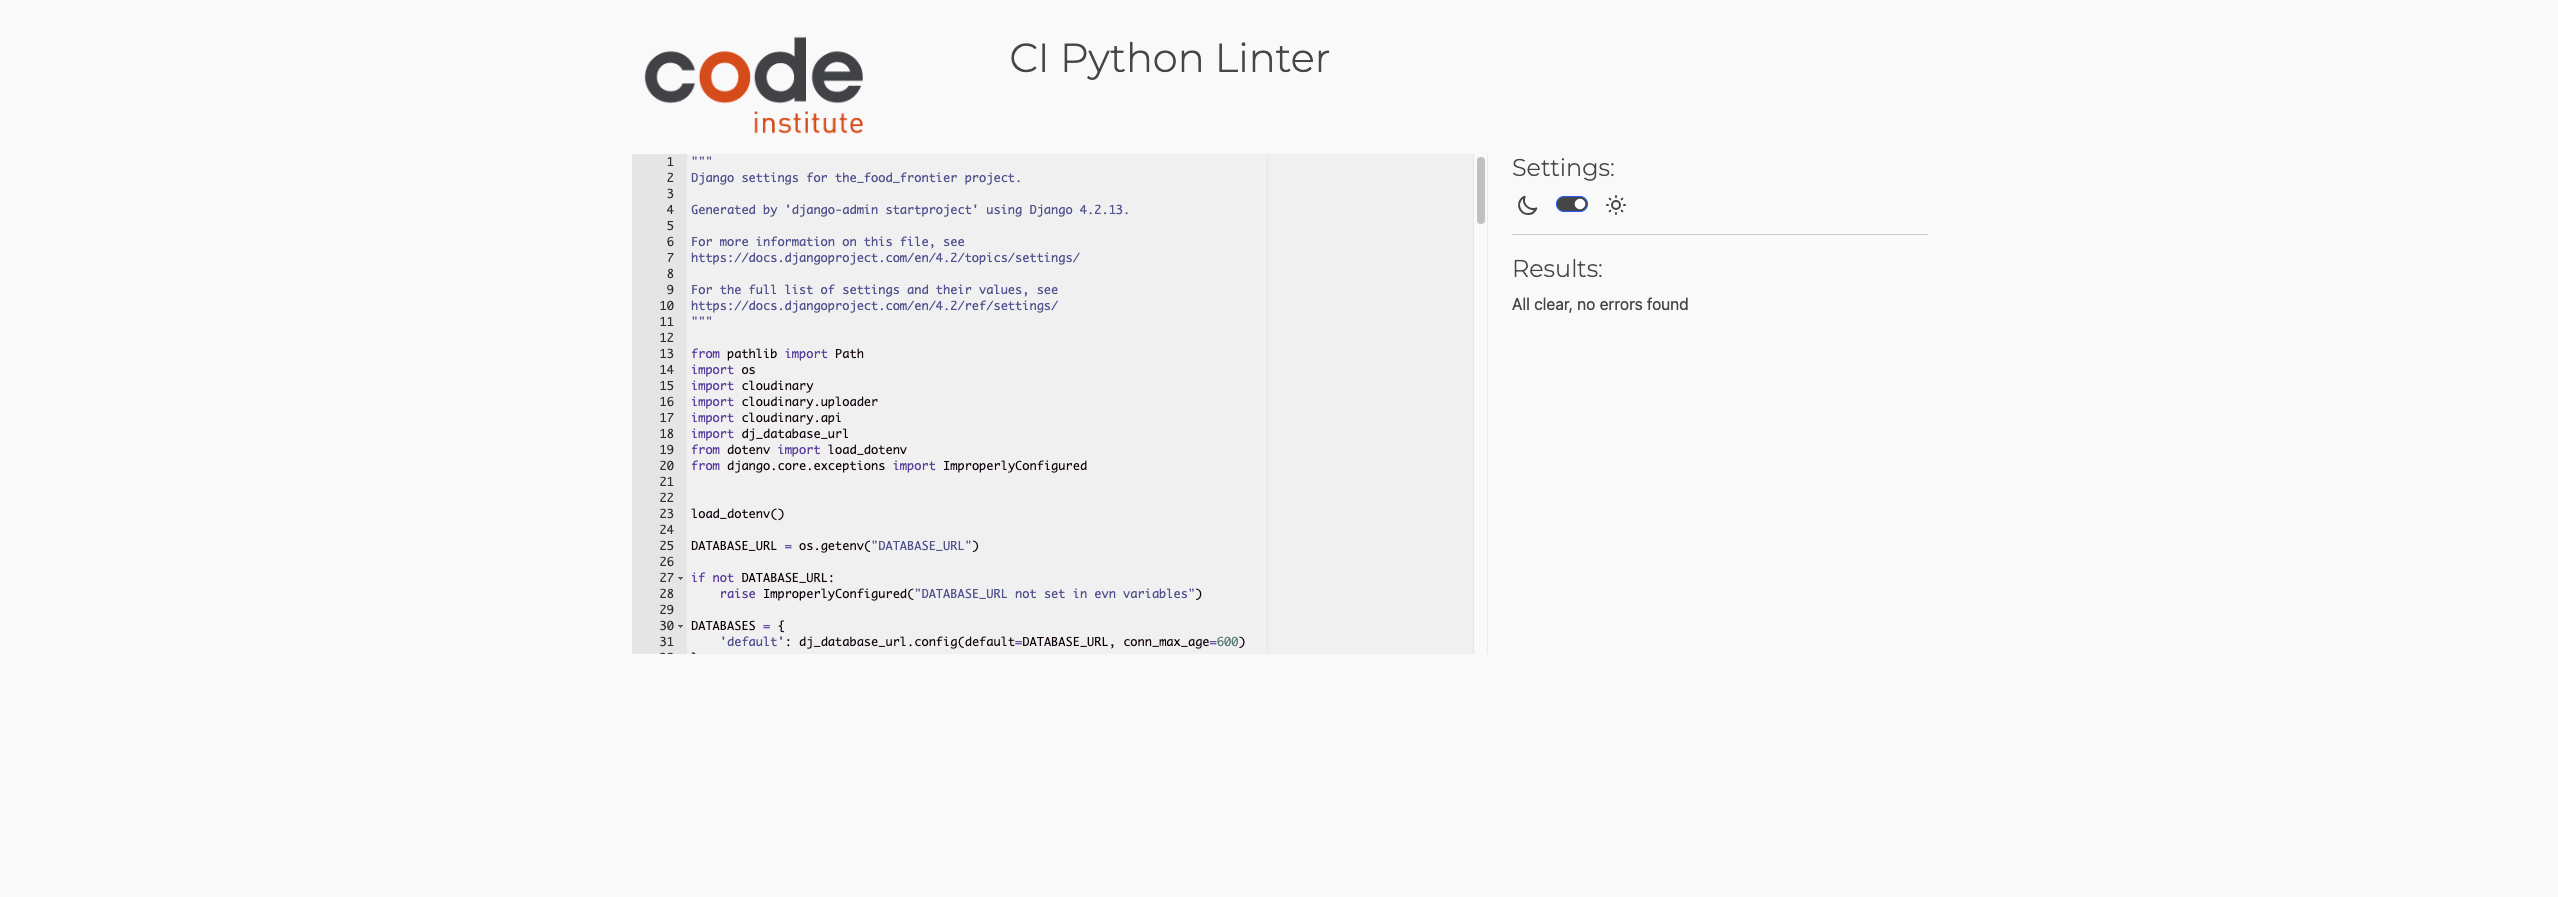 code
institute
CI Python Linter
1 """
2 Django settings for the_food_frontier project.
3
4 Generated by 'django-admin startproject' using Django 4.2.13.
5
6 For more information on this file, see
7 https://docs.djangoproject.com/en/4.2/topics/settings/
8
9 For the full list of settings and their values, see
10 https://docs.djangoproject.com/en/4.2/ref/settings/
11 """
12
13 from pathlib import Path
14 import os
15 import cloudinary
16 import cloudinary.uploader
17 import cloudinary.api
18 import dj_database_url
19 from dotenv import load_dotenv
20 from django.core.exceptions import ImproperlyConfigured
21
22
23 load_dotenv()
24
25 DATABASE_URL = os.getenv("DATABASE_URL")
26
27 if not DATABASE_URL:
28     raise ImproperlyConfigured("DATABASE_URL not set in evn variables")
29
30 DATABASES = {
31     'default': dj_database_url.config(default=DATABASE_URL, conn_max_age=600)
Settings:
Results:
All clear, no errors found